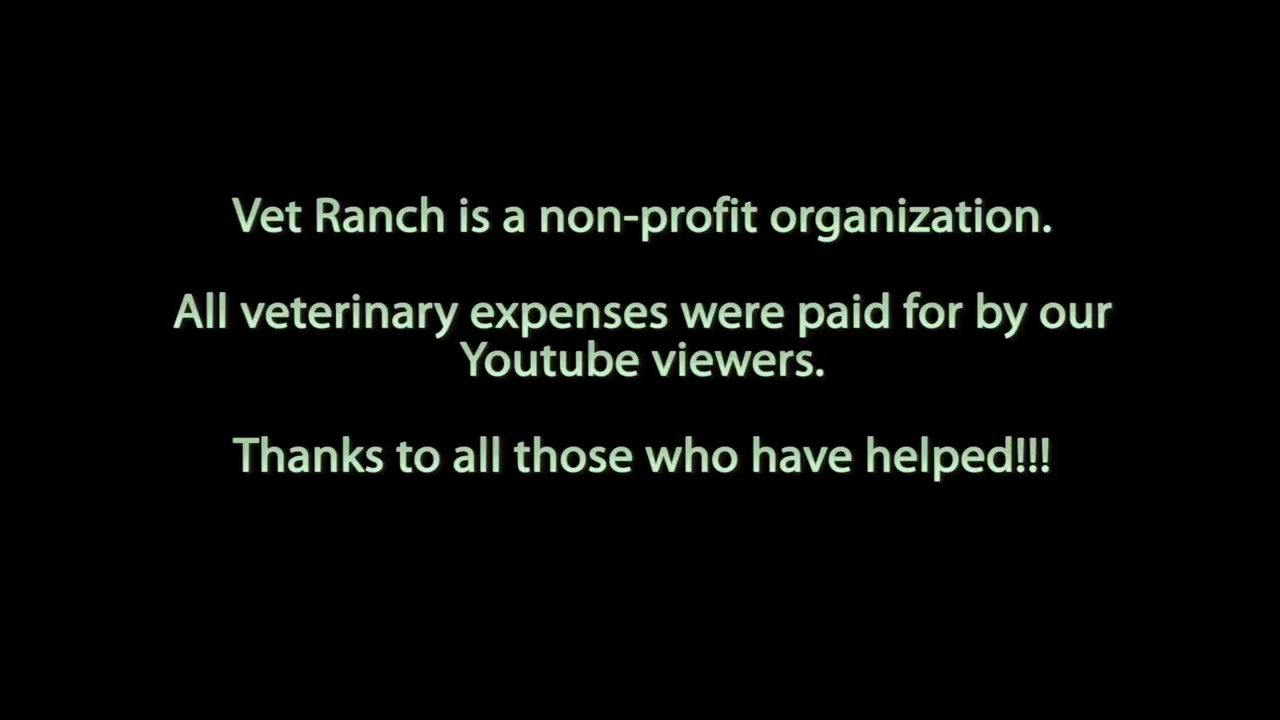 Vet Ranch is a non-profit organization.
All veterinary expenses were paid for by our
Youtube viewers.
Thanks to all those who have helped!!!